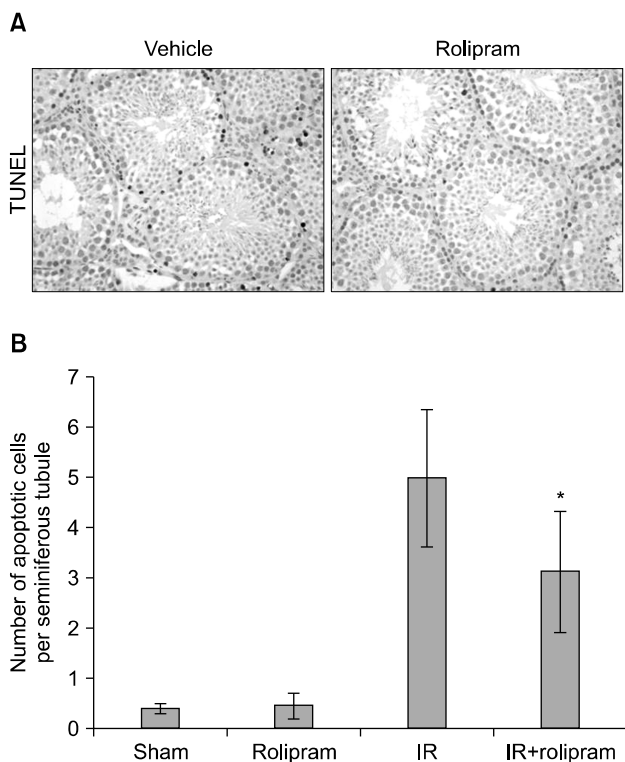 A
Vehicle Rolipram
TUNEL
B
Number of apoptotic cells
per seminiferous tubule
7
6
5
4
3
2
1
0
*
Sham Rolipram IR IR+rolipram